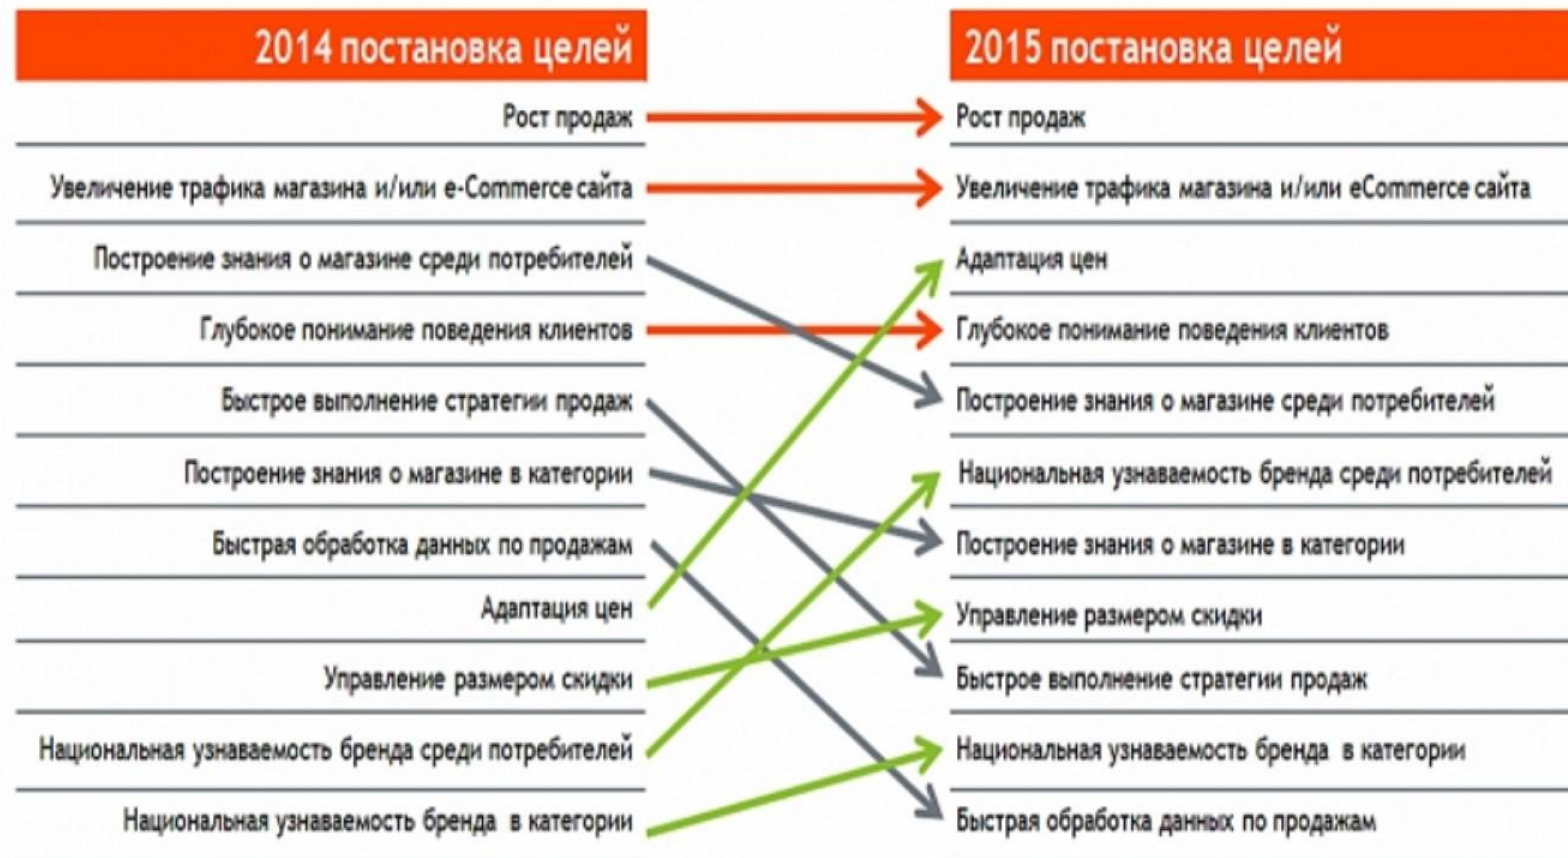 2014 постановка целей
Рост продаж
Увеличение трафика магазина и/или e-Commerce сайта
Построение знания о магазине среди потребителей
Глубокое понимание поведения клиентов
Быстрое выполнение стратегии продаж
Построение знания о магазине в категории
Быстрая обработка данных по продажам
Адаптация цен
Управление размером скидки
Национальная узнаваемость бренда среди потребителей
Национальная узнаваемость бренда в категории
2015 постановка целей
Рост продаж
Увеличение трафика магазина и/или eCommerce сайта
Адаптация цен
Глубокое понимание поведения клиентов
Построение знания о магазине среди потребителей
Национальная узнаваемость бренда среди потребителей
Построение знания о магазине в категории
Управление размером скидки
Быстрое выполнение стратегии продаж
Национальная узнаваемость бренда в категории
Быстрая обработка данных по продажам